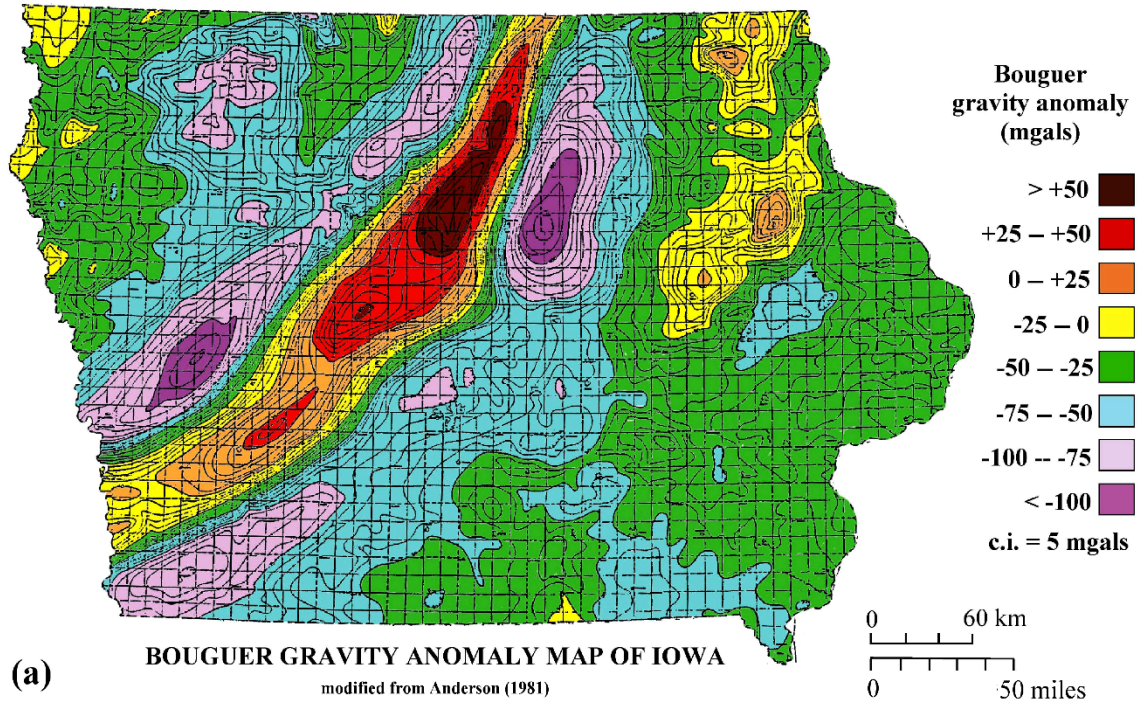 Bouguer
gravity anomaly
(mgals)
> +50
+25 – +50
0 – +25
-25 – 0
-50 – -25
-75 – -50
-100 -- -75
< -100
c.i. = 5 mgals
0 60 km
0 50 miles
BOUGUER GRAVITY ANOMALY MAP OF IOWA
modified from Anderson (1981)
(a)